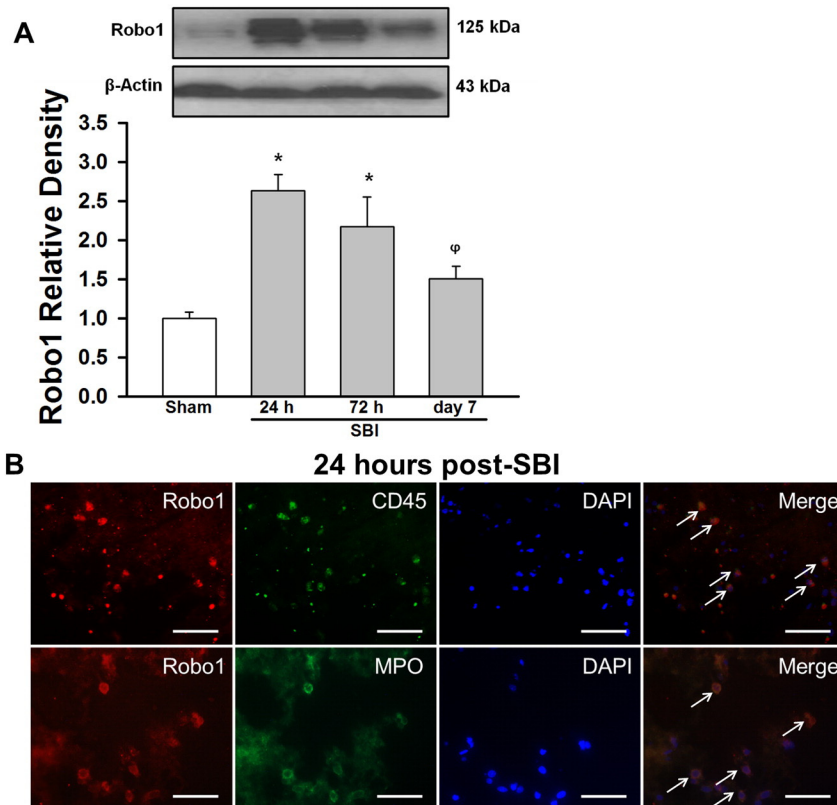 A
Robo1 125 kDa
β-Actin 43 kDa
Robo1 Relative Density
3.5
3.0
2.5
2.0
1.5
1.0
0.5
0.0
* * φ
Sham 24 h 72 h day 7
SBI
B 24 hours post-SBI
Robo1 CD45 DAPI Merge
Robo1 MPO DAPI Merge